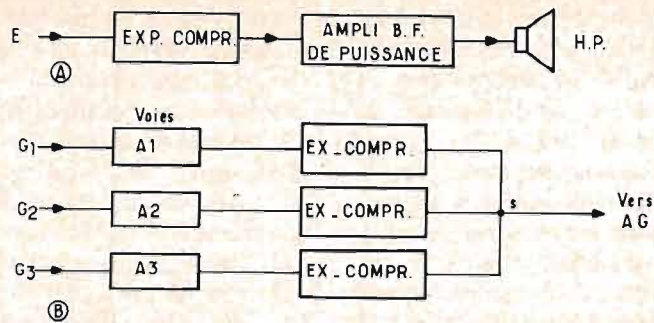 E
EXP. COMPR.
AMPLI B.F.
DE PUISSANCE
H.P.
A
Voies
G1
A1
EX_COMPR.
G2
A2
EX_COMPR.
s
Vers
AG
G3
A3
EX_COMPR.
B